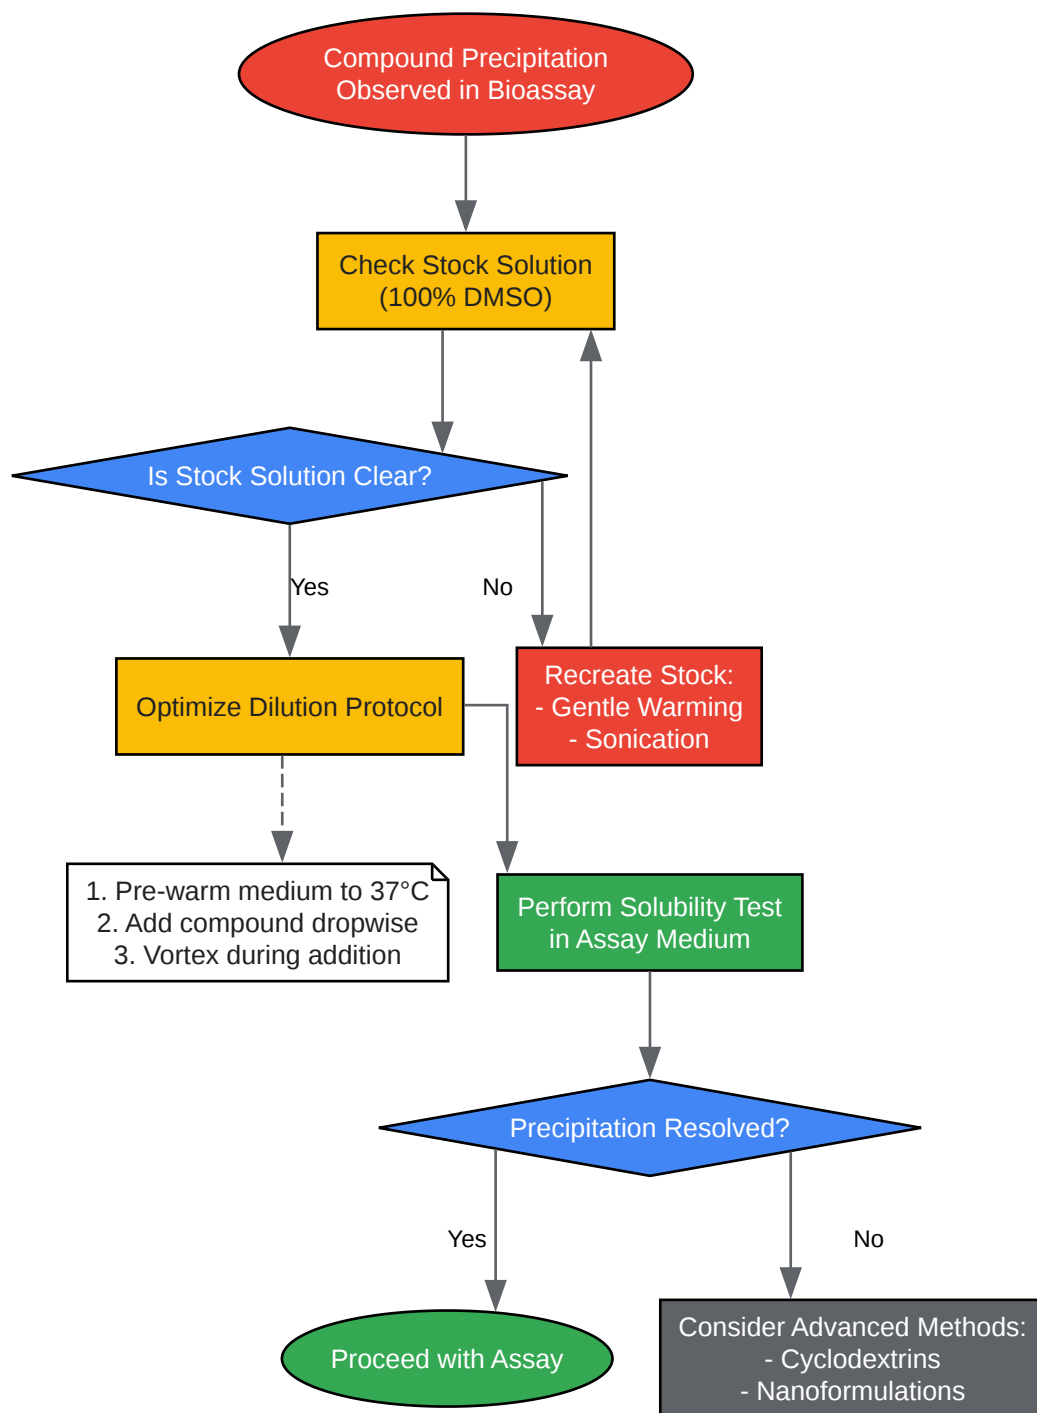 Compound Precipitation
Observed in Bioassay
Check Stock Solution
(100% DMSO)
Is Stock Solution Clear?
Yes
No
Recreate Stock:
- Gentle Warming
- Sonication
Optimize Dilution Protocol
1. Pre-warm medium to 37°C
2. Add compound dropwise
3. Vortex during addition
Perform Solubility Test
in Assay Medium
Precipitation Resolved?
Yes
No
Proceed with Assay
Consider Advanced Methods:
- Cyclodextrins
- Nanoformulations